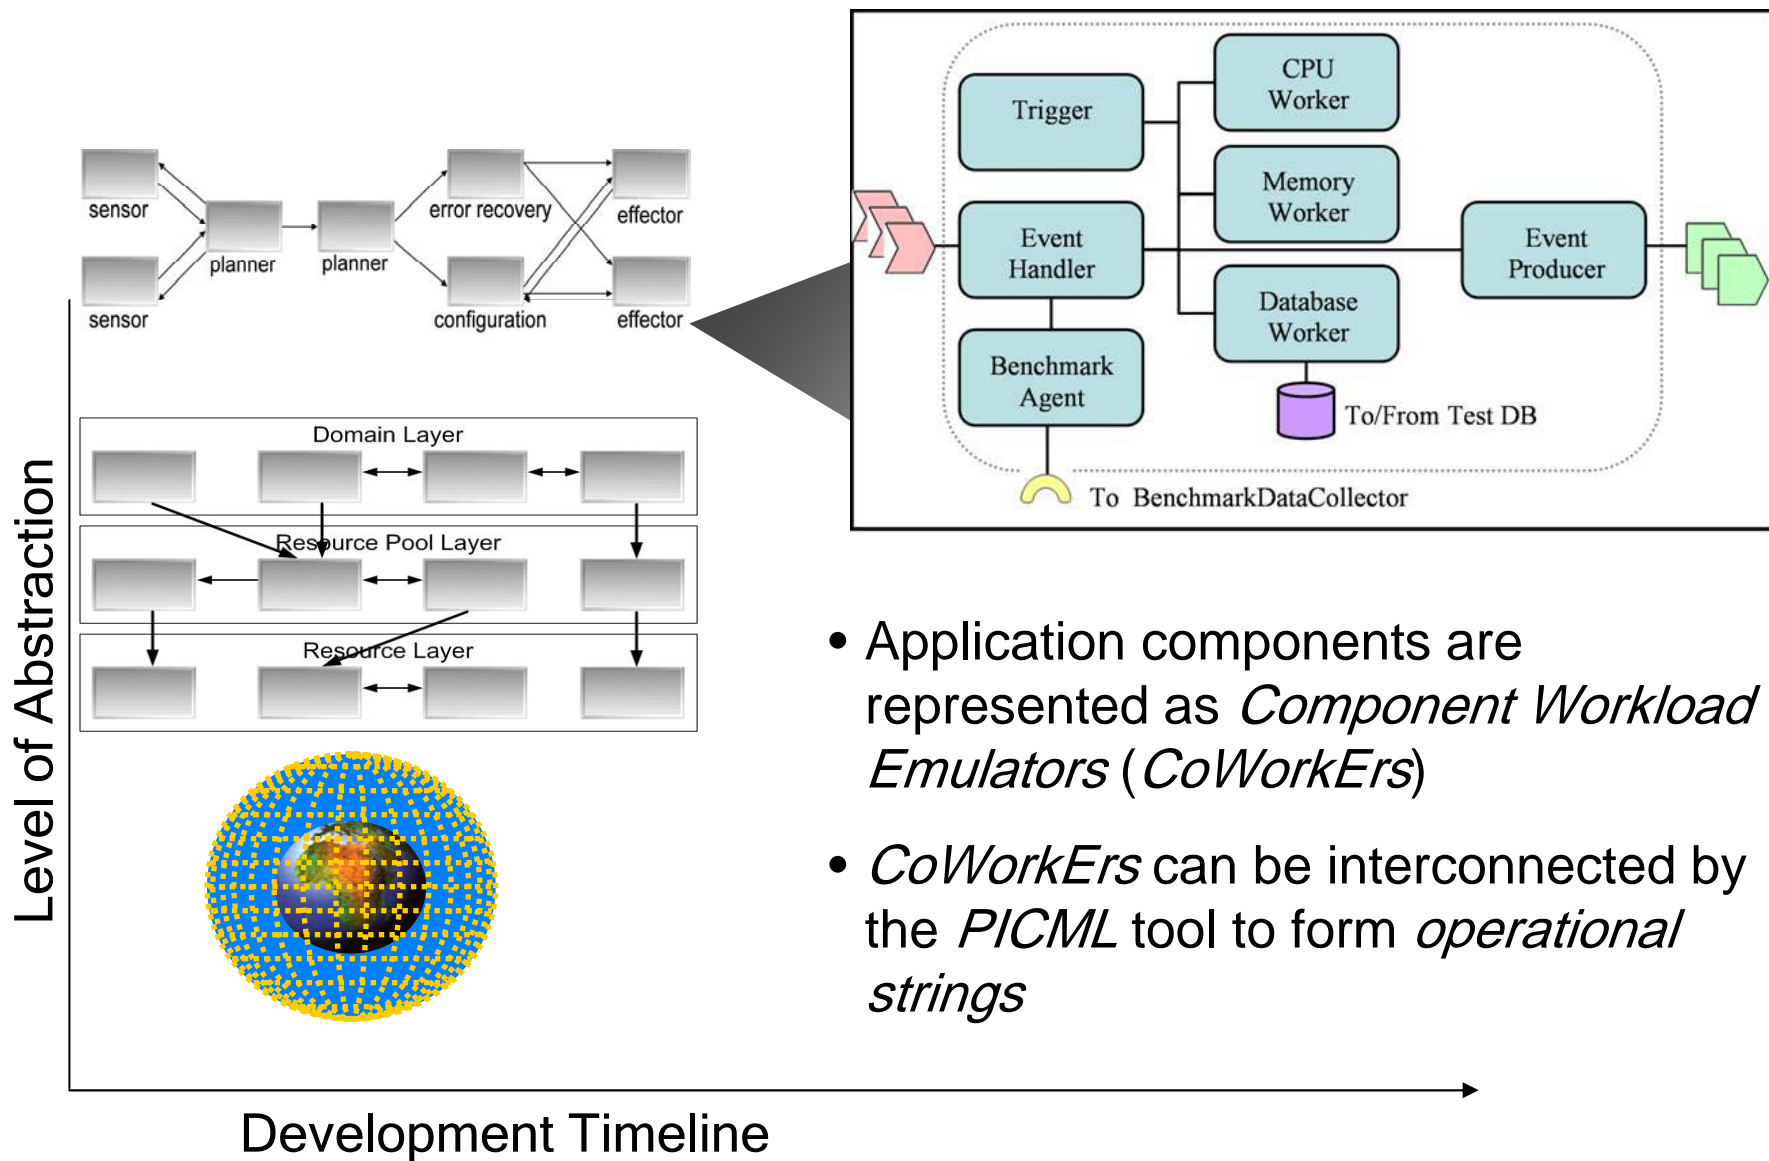 sensor
sensor
planner
planner
error recovery
configuration
effector
effector
Trigger
CPU
Worker
Memory
Worker
Event
Handler
Event
Producer
Database
Worker
Benchmark
Agent
To/From Test DB
To BenchmarkDataCollector
Domain Layer
Resource Pool Layer
Resource Layer
Level of Abstraction
• Application components are
represented as Component Workload
Emulators (CoWorkErs)
• CoWorkErs can be interconnected by
the PICML tool to form operational
strings
Development Timeline